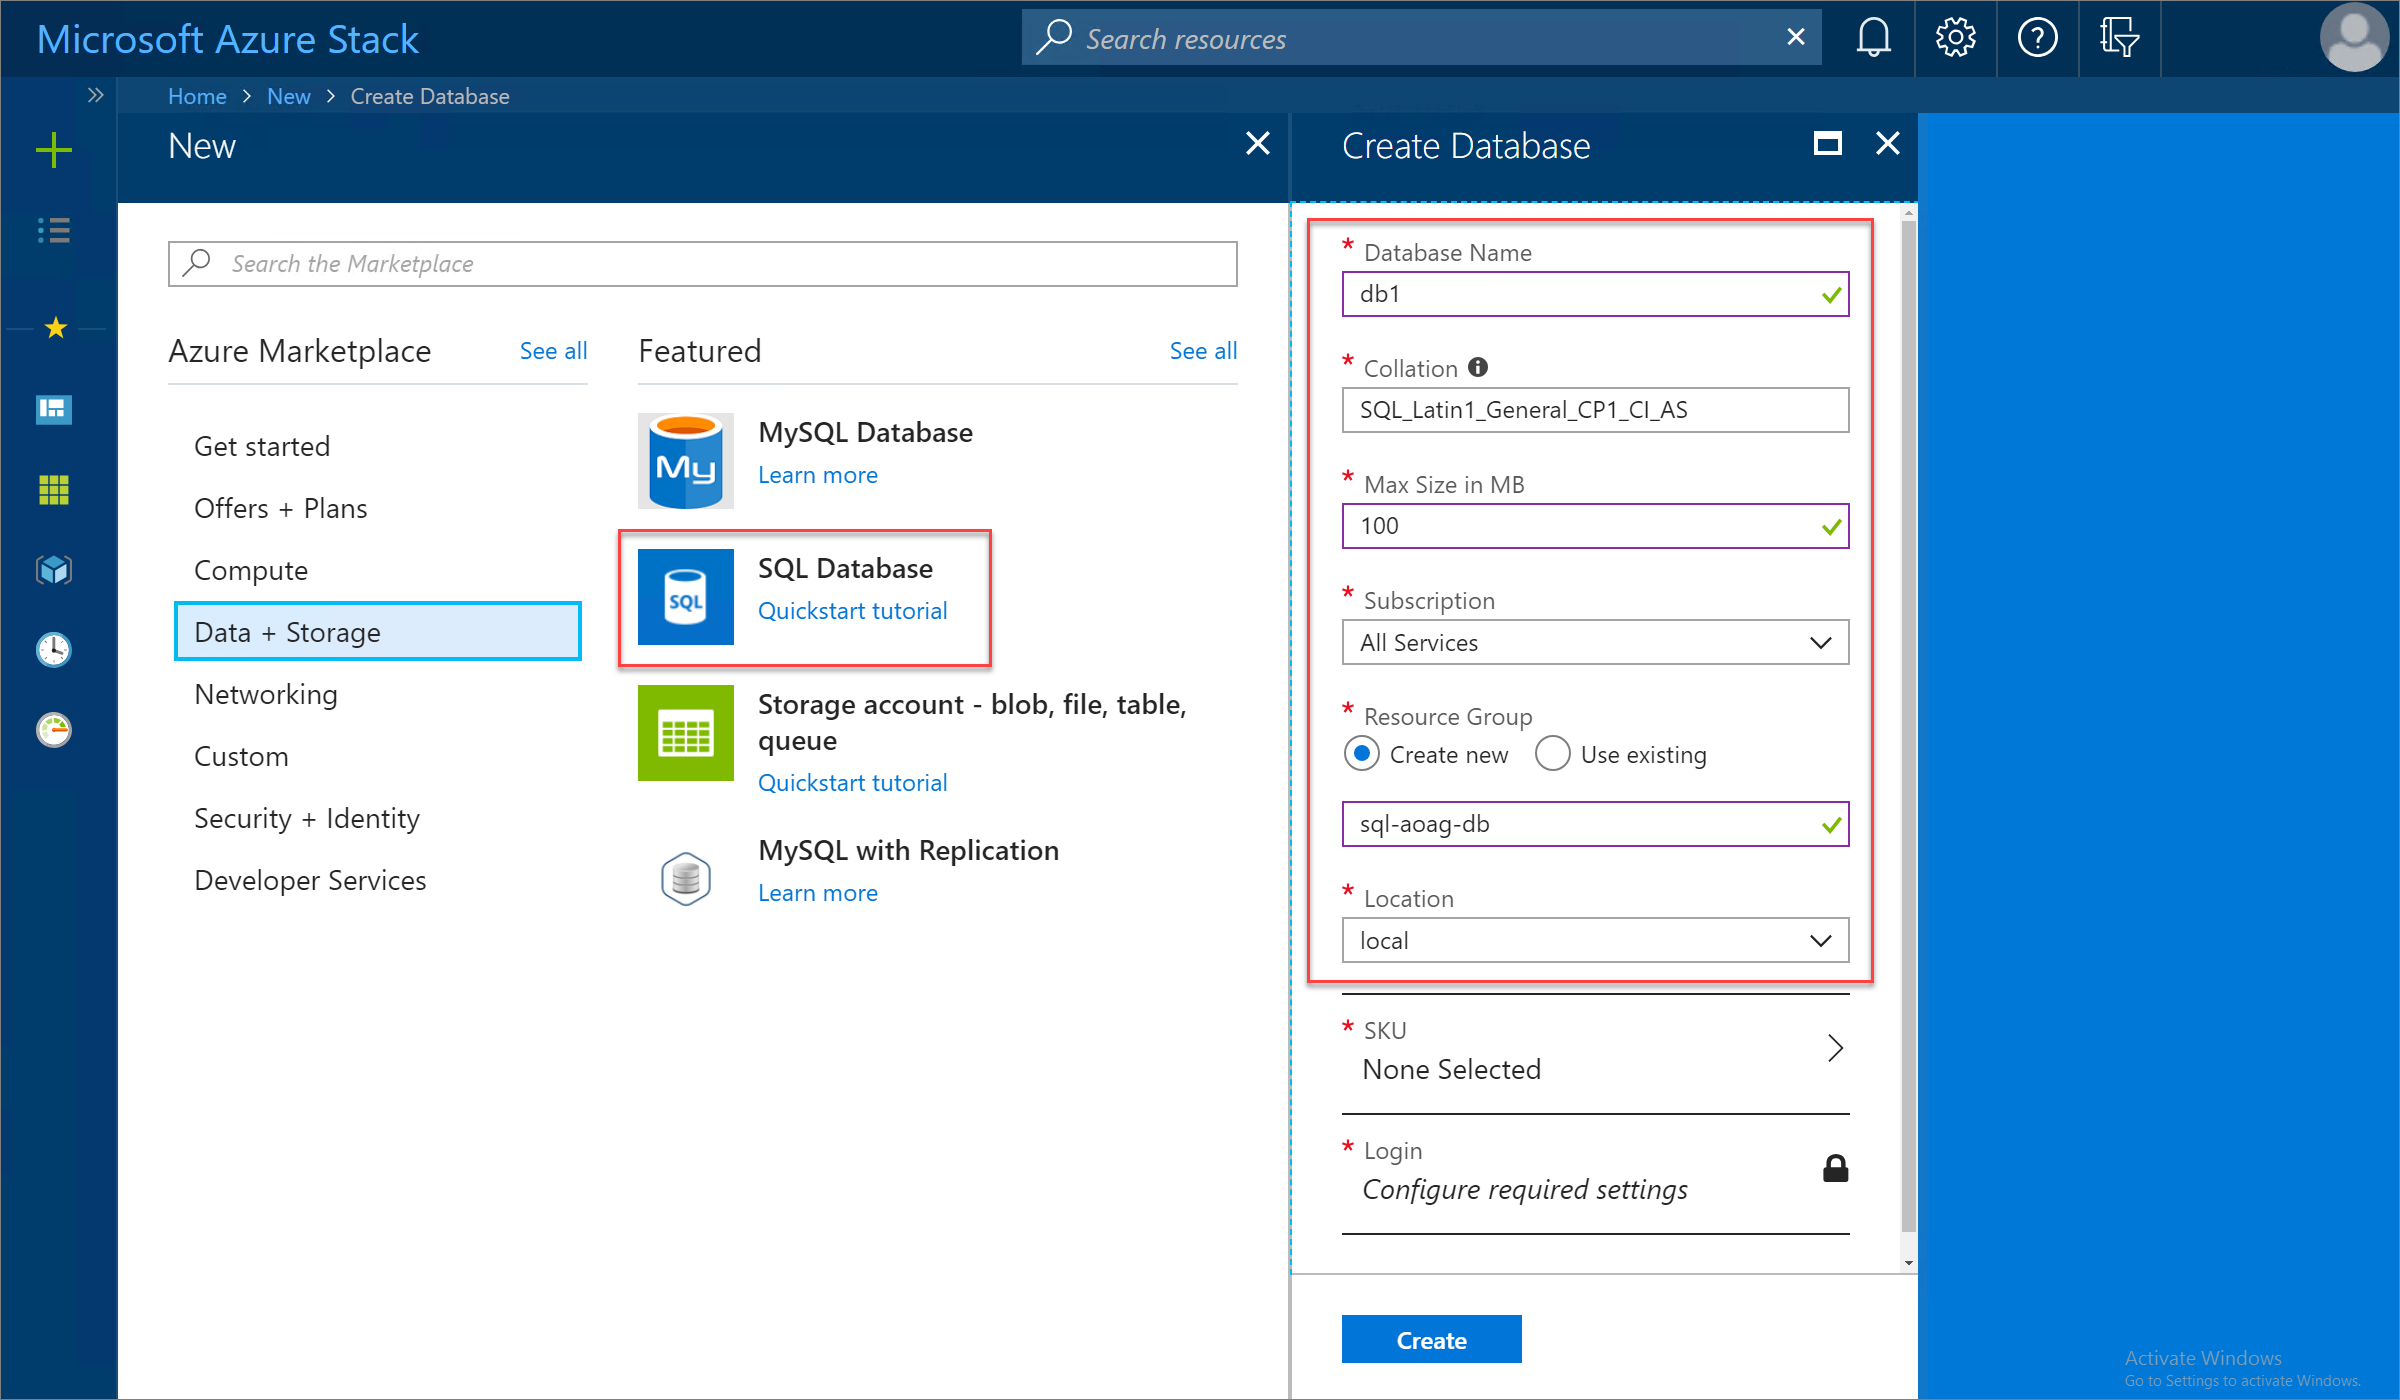 Microsoft Azure Stack
Search resources
Home > New > Create Database
New
Search the Marketplace
Azure Marketplace
See all
Get started
Offers + Plans
Compute
Data + Storage
Networking
Custom
Security + Identity
Developer Services
Featured
See all
My
MySQL Database
Learn more
SQL
SQL Database
Quickstart tutorial
Storage account - blob, file, table,
queue
Quickstart tutorial
MySQL with Replication
Learn more
Create Database
* Database Name
db1
* Collation
SQL_Latin1_General_CP1_CI_AS
* Max Size in MB
100
* Subscription
All Services
* Resource Group
Create new
Use existing
sql-aoag-db
* Location
local
* SKU
None Selected
* Login
Configure required settings
Create
Activate Windows
Go to Settings to activate Windows.